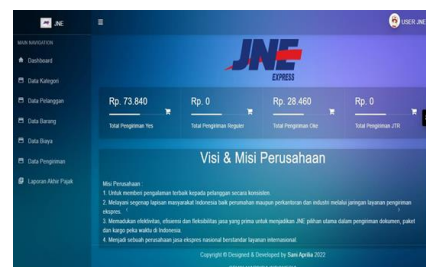 JNE
USER JNE
MAIN NAVIGATION
Dashboard
Data Kategori
Data Pelanggan
Data Barang
Data Biaya
Data Pengiriman
Laporan Akhir Pajak
JNE
EXPRESS
Rp. 73.840
Total Pengiriman Yes
Rp. 0
Total Pengiriman Reguler
Rp. 28.460
Total Pengiriman Oke
Rp. 0
Total Pengiriman JTR
Visi & Misi Perusahaan
Misi Perusahaan :
1. Untuk memberi pengalaman terbaik kepada pelanggan secara konsisten.
2. Melayani segenap lapisan masyarakat Indonesia baik perumahan maupun perkantoran dan industri melalui jaringan layanan pengiriman
ekspres.
3. Memadukan efektivitas, efisiensi dan fleksibilitas jasa yang prima untuk menjadikan JNE pilihan utama dalam pengiriman dokumen, paket
dan kargo peka waktu di Indonesia.
4. Menjadi sebuah perusahaan jasa ekspres nasional berstandar layanan internasional.
Copyright © Designed & Developed by Sani Aprilia 2022